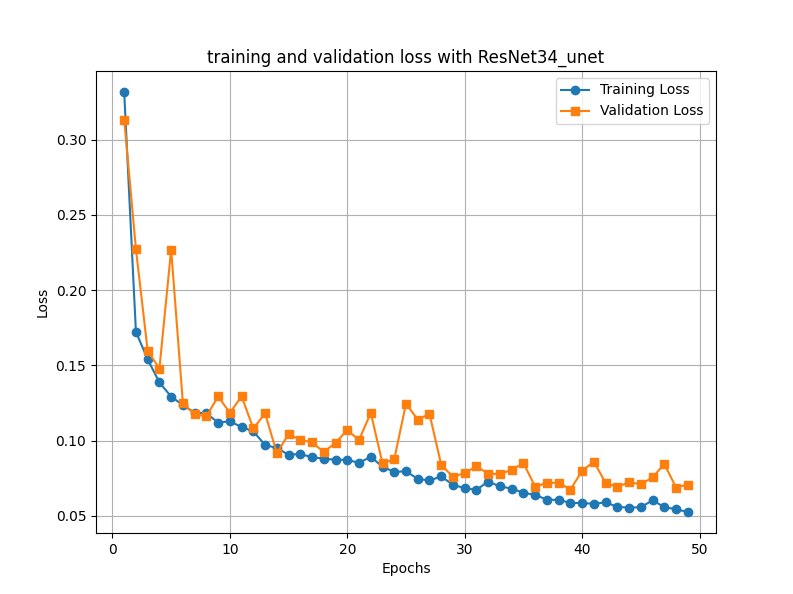 training and validation loss with ResNet34_unet
Training Loss
Validation Loss
0.30
0.25
0.20
0.15
0.10
0.05
Loss
0 10 20 30 40 50
Epochs